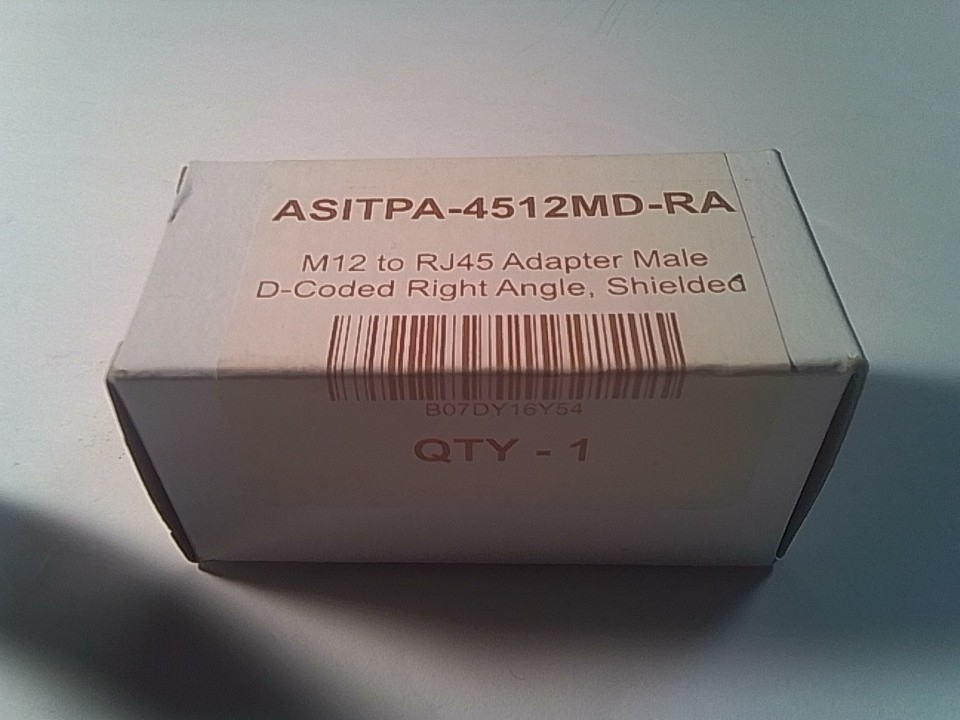 ASITPA-4512MD-RA
M12 to RJ45 Adapter Male
D-Coded Right Angle, Shielded
B07DY16Y54
QTY - 1